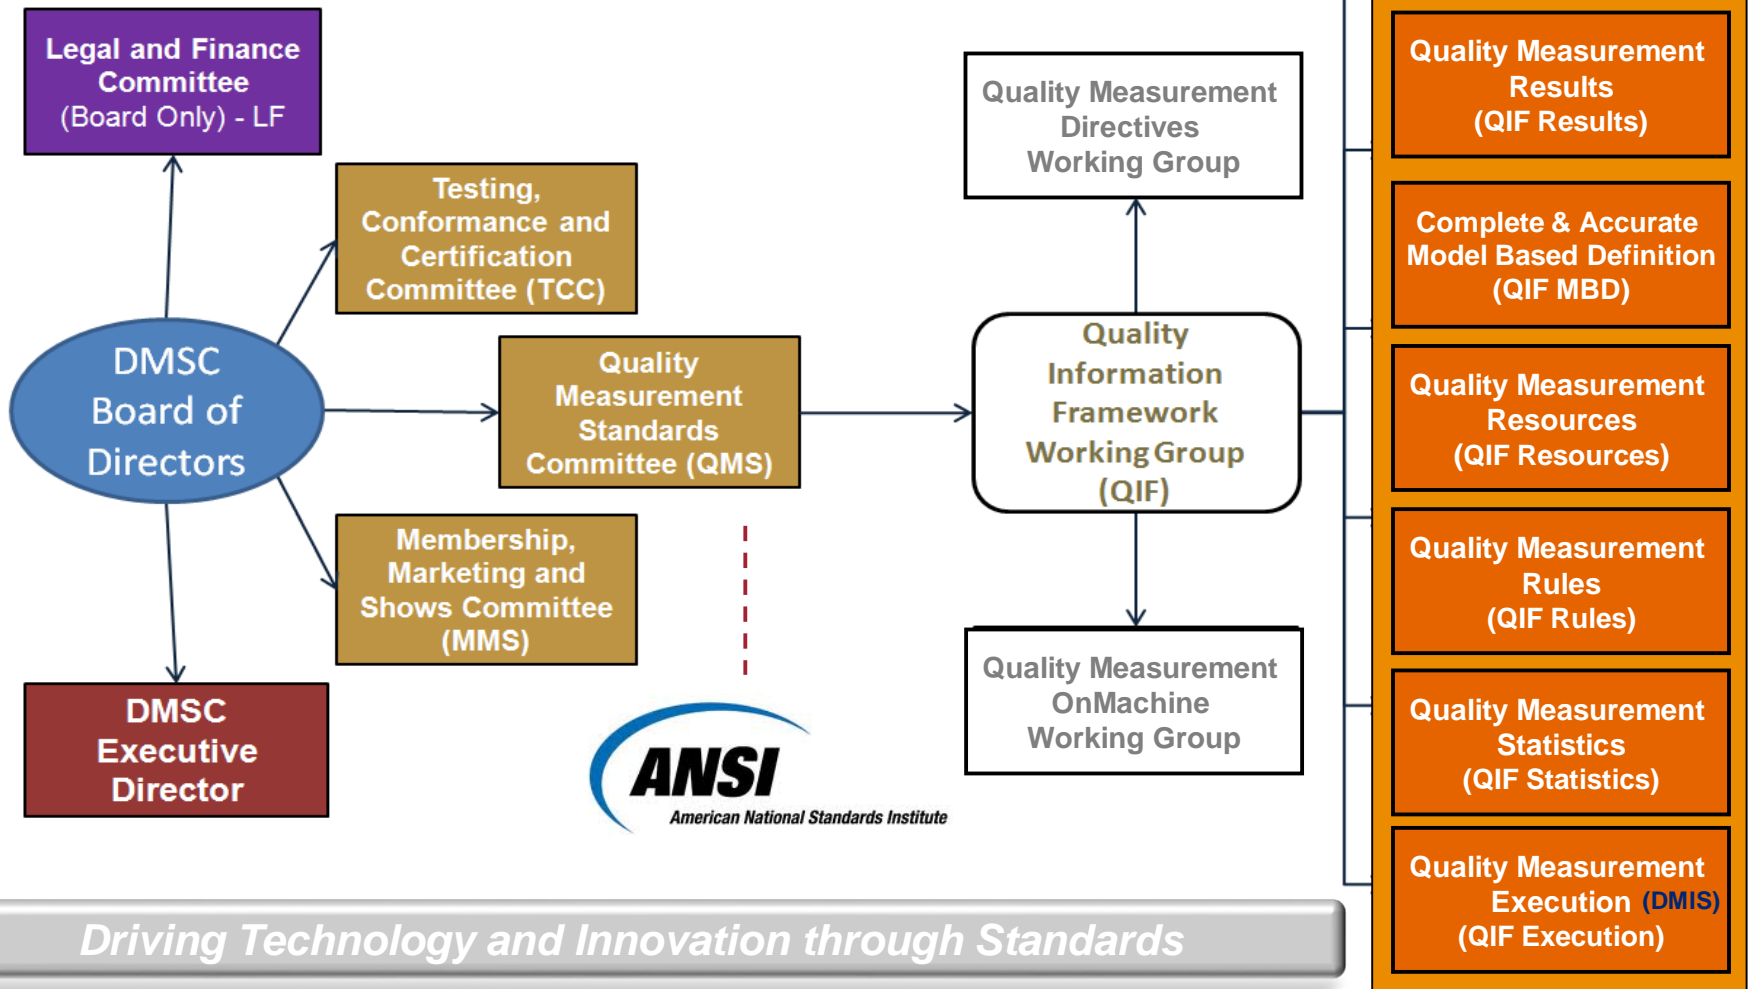 Legal and Finance
Committee
(Board Only) - LF
Testing,
Conformance and
Certification
Committee (TCC)
DMSC
Board of
Directors
Quality
Measurement
Standards
Committee (QMS)
Membership,
Marketing and
Shows Committee
(MMS)
DMSC
Executive
Director
ANSI
American National Standards Institute
Quality Measurement
Directives
Working Group
Quality
Information
Framework
Working Group
(QIF)
Quality Measurement
OnMachine
Working Group
Quality Measurement
Results
(QIF Results)
Complete & Accurate
Model Based Definition
(QIF MBD)
Quality Measurement
Resources
(QIF Resources)
Quality Measurement
Rules
(QIF Rules)
Quality Measurement
Statistics
(QIF Statistics)
Quality Measurement
Execution (DMIS)
(QIF Execution)
Driving Technology and Innovation through Standards